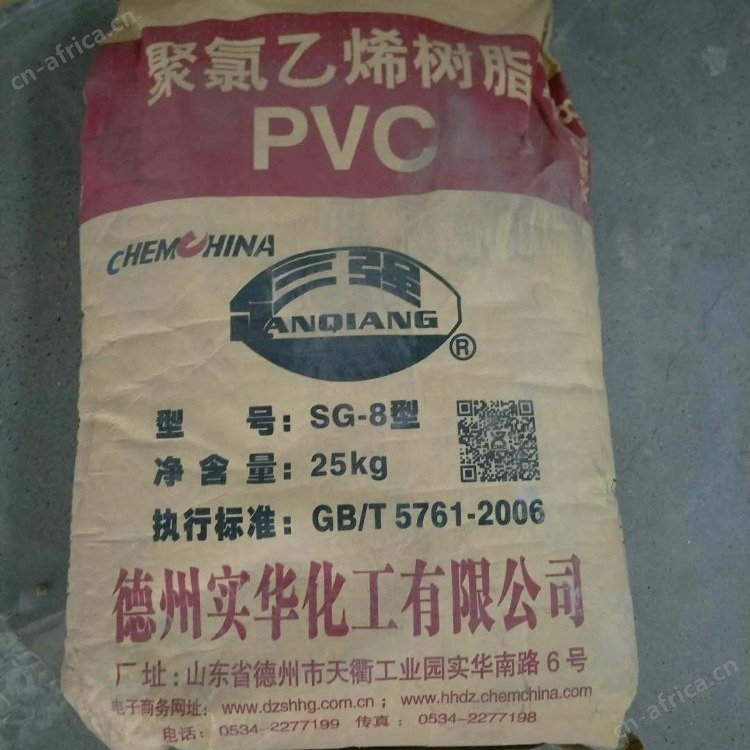 cn-africa.cn
聚氯乙烯树脂
PVC
CHEMCHINA
三强
SANQIANG
®
型 号：SG-8型
净含量：25kg
执行标准：GB/T 5761-2006
德州实华化工有限公司
厂址：山东省德州市天衢工业园实华南路6号
电子商务网址：www.dzshhg.com.cn；www.hhdz.chemchina.com
电话：0534-2277199 传真：0534-2277198
cn-africa.cn